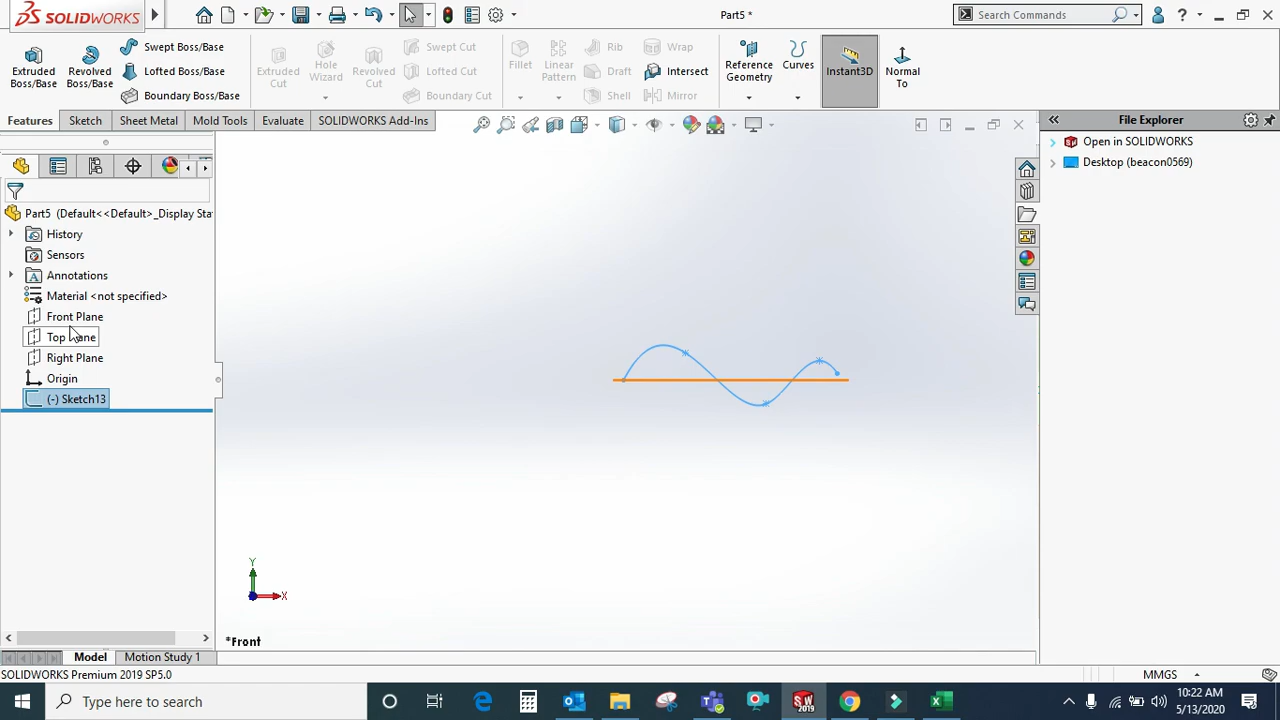 SOLIDWORKS
Part5 *
Search Commands
Extruded Boss/Base
Revolved Boss/Base
Swept Boss/Base
Lofted Boss/Base
Boundary Boss/Base
Extruded Cut
Hole Wizard
Revolved Cut
Swept Cut
Lofted Cut
Boundary Cut
Fillet
Linear Pattern
Rib
Draft
Shell
Wrap
Intersect
Mirror
Reference Geometry
Curves
Instant3D
Normal To
Features
Sketch
Sheet Metal
Mold Tools
Evaluate
SOLIDWORKS Add-Ins
File Explorer
Open in SOLIDWORKS
Desktop (beacon0569)
Part5 (Default<<Default>_Display Sta
History
Sensors
Annotations
Material <not specified>
Front Plane
Top Plane
Right Plane
Origin
(-) Sketch13
Y
X
*Front
Model
Motion Study 1
SOLIDWORKS Premium 2019 SP5.0
MMGS
Type here to search
SW
2019
10:22 AM
5/13/2020